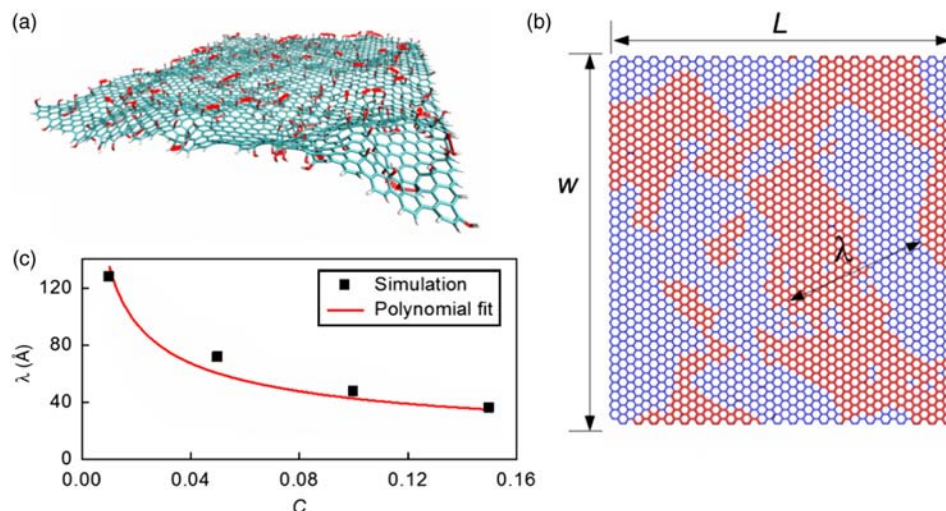 (a)
(b)
L
w
λ
(c)
Simulation
Polynomial fit
λ (Å)
120
80
40
0
0.00 0.04 0.08 0.12 0.16
C